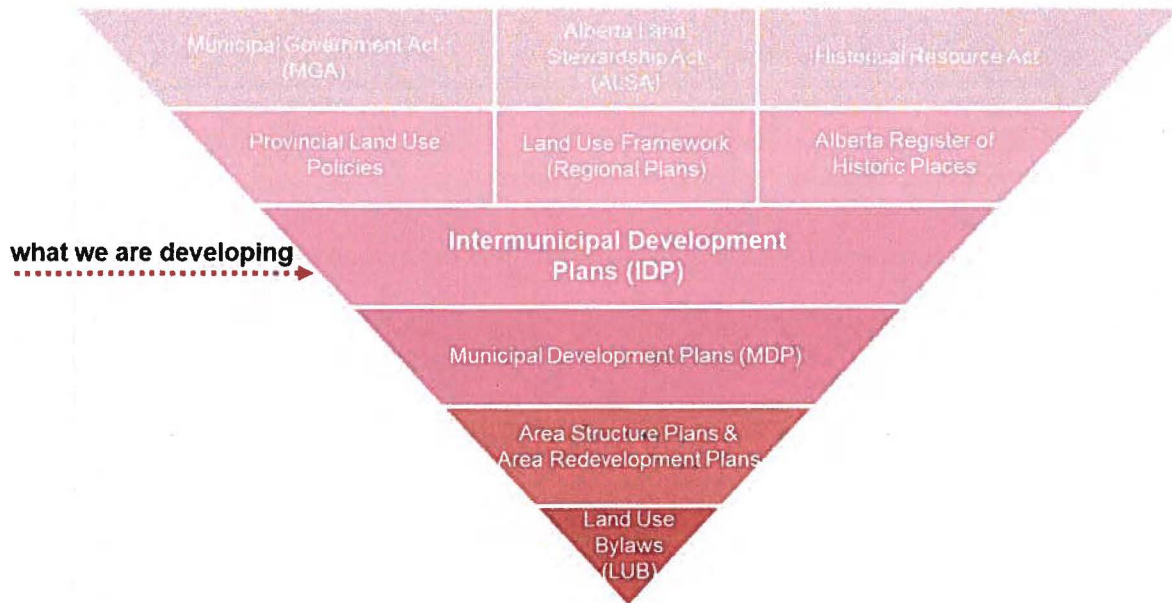 Municipal Government Act
(MGA)
Alberta Land
Stewardship Act
(ALSA)
Historical Resource Act
Provincial Land Use
Policies
Land Use Framework
(Regional Plans)
Alberta Register of
Historic Places
what we are developing
Intermunicipal Development
Plans (IDP)
Municipal Development Plans (MDP)
Area Structure Plans &
Area Redevelopment Plans
Land Use
Bylaws
(LUB)